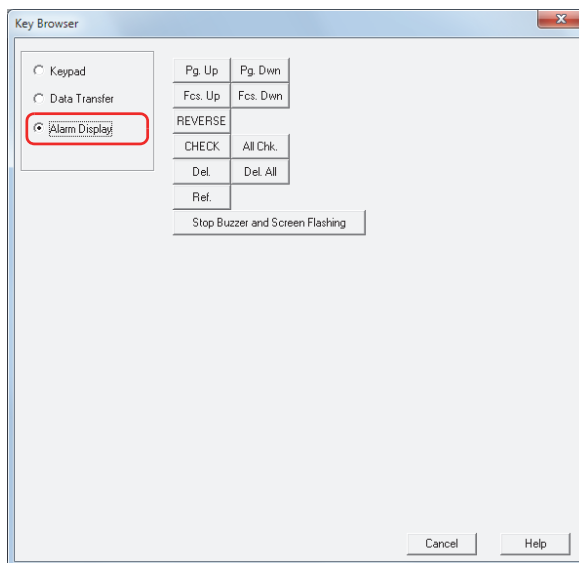 Key Browser
Keypad
Data Transfer
Alarm Display
Pg. Up Pg. Dwn
Fcs. Up Fcs. Dwn
REVERSE
CHECK All Chk.
Del. Del. All
Ref.
Stop Buzzer and Screen Flashing
Cancel Help